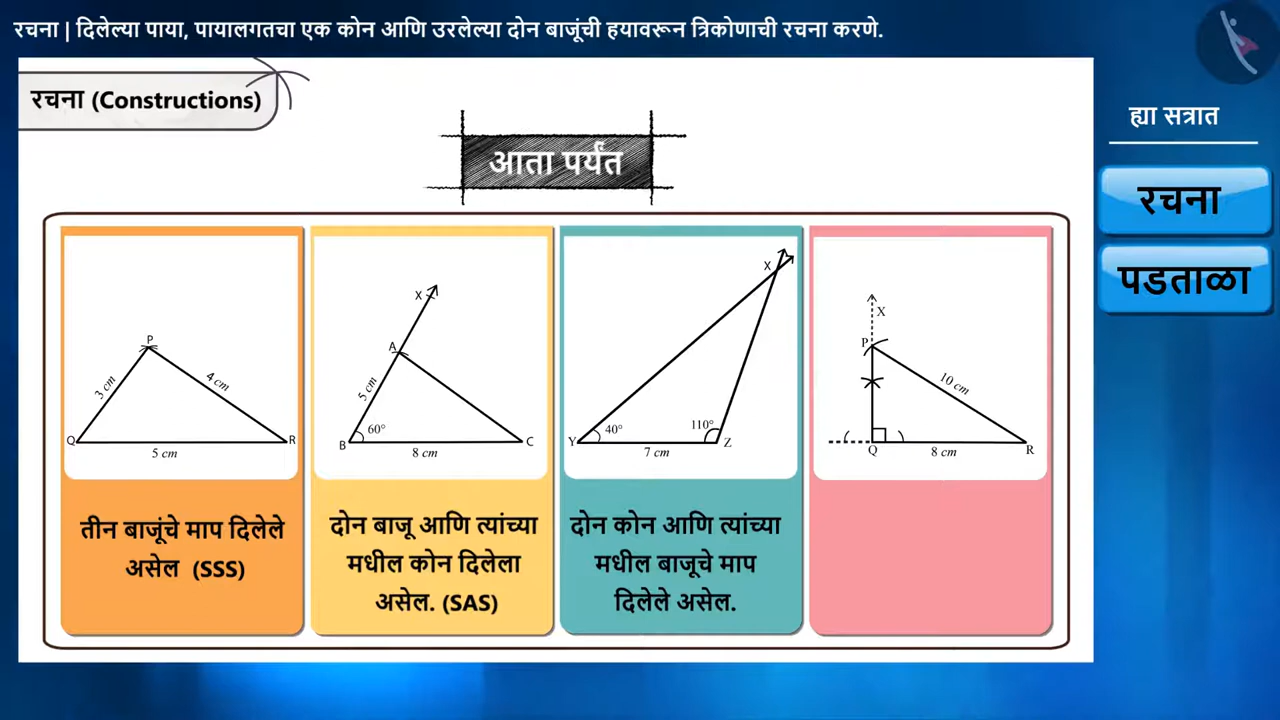 रचना | दिलेल्या पाया, पायालगतचा एक कोन आणि उरलेल्या दोन बाजूंची हयावरून त्रिकोणाची रचना करणे.
रचना (Constructions)
आता पर्यंत
ह्या सत्रात
रचना
पडताळा
P
3 cm
4 cm
Q
R
5 cm
तीन बाजूंचे माप दिलेले
असेल (SSS)
X
A
5 cm
60°
B
C
8 cm
दोन बाजू आणि त्यांच्या
मधील कोन दिलेला
असेल. (SAS)
X
40°
110°
Y
Z
7 cm
दोन कोन आणि त्यांच्या
मधील बाजूचे माप
दिलेले असेल.
X
P
10 cm
Q
8 cm
R